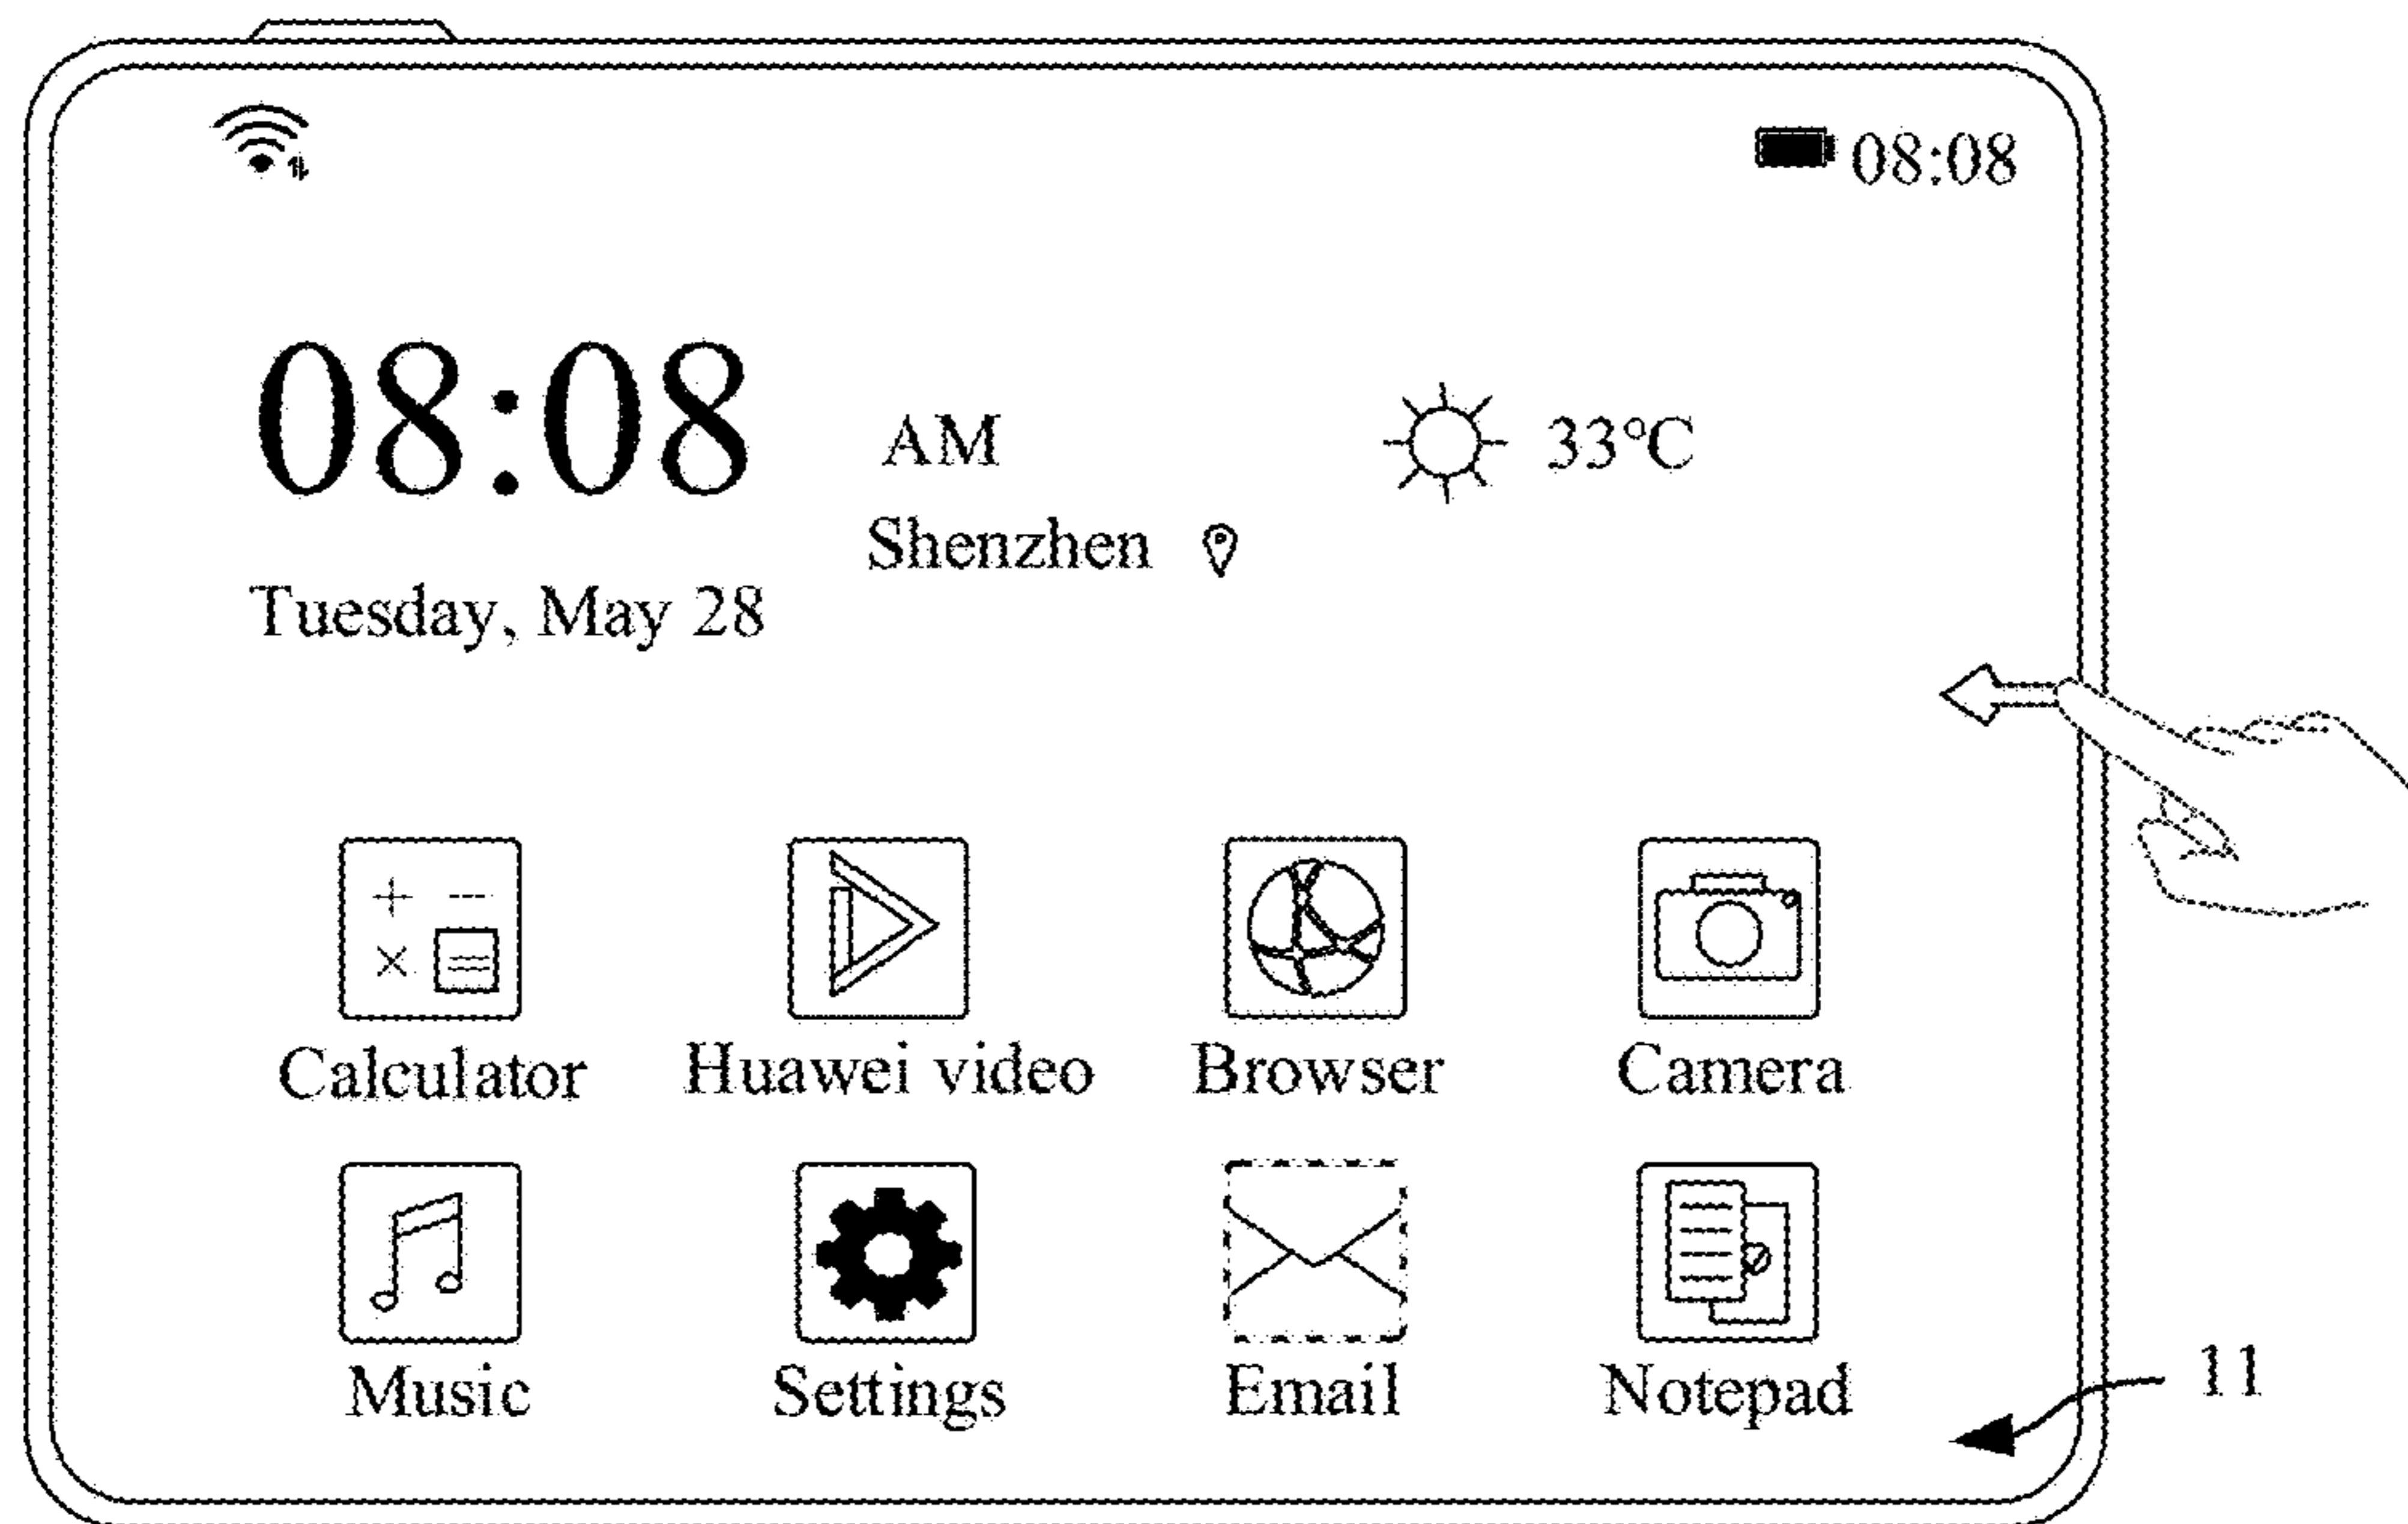 08:08
08:08
AM
33°C
Shenzhen
Tuesday, May 28
Calculator
Huawei video
Browser
Camera
Music
Settings
Email
Notepad
11